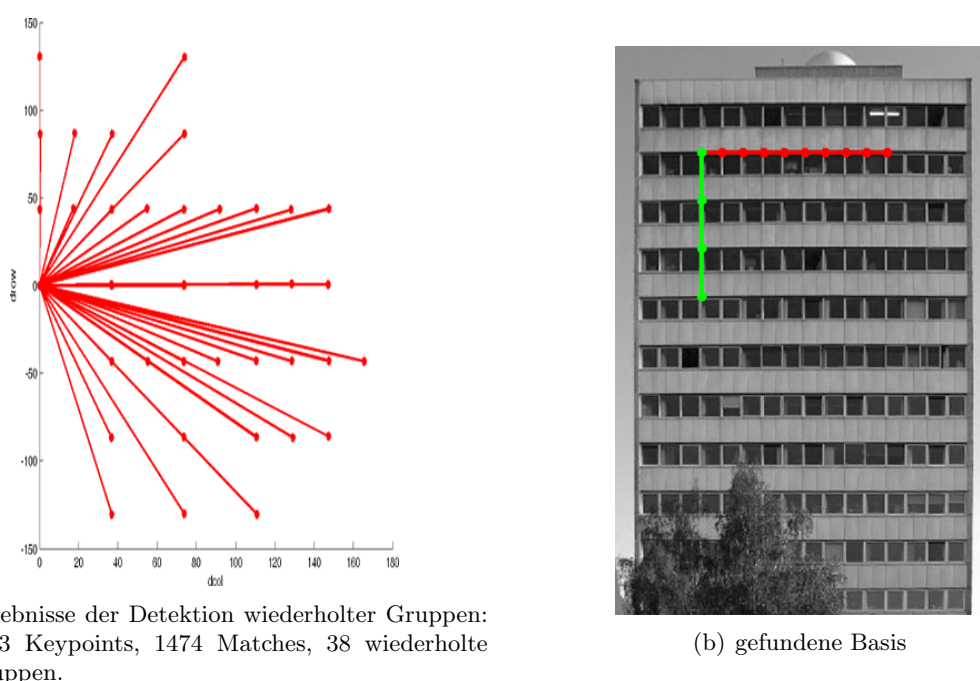 150
100
50
0
-50
-100
-150
drow
0 20 40 60 80 100 120 140 160 180
dcol
ebnisse der Detektion wiederholter Gruppen:
3 Keypoints, 1474 Matches, 38 wiederholte
uppen.
(b) gefundene Basis